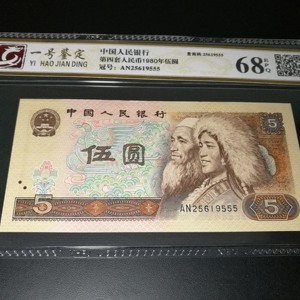 一号鉴定
YI HAO JIAN DING
中国人民银行
第四套人民币1980年伍圆
冠号: AN25619555
68 EPQ
中国人民银行
5
伍圆
5
AN25619555
5